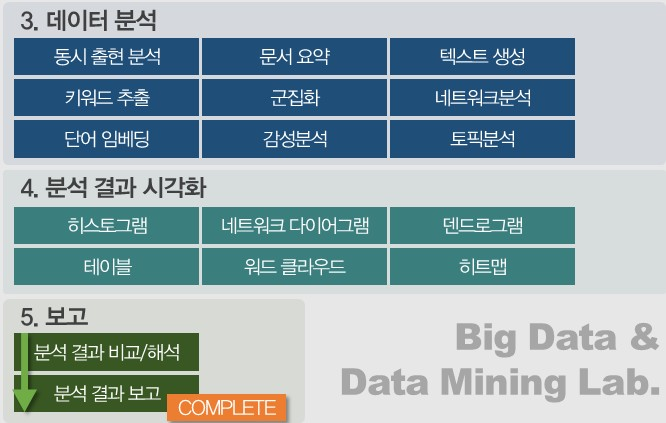 3. 데이터 분석
동시 출현 분석 문서 요약 텍스트 생성
키워드 추출 군집화 네트워크분석
단어 임베딩 감성분석 토픽분석
4. 분석 결과 시각화
히스토그램 네트워크 다이어그램 덴드로그램
테이블 워드 클라우드 히트맵
5. 보고
분석 결과 비교/해석
분석 결과 보고
COMPLETE
Big Data &
Data Mining Lab.